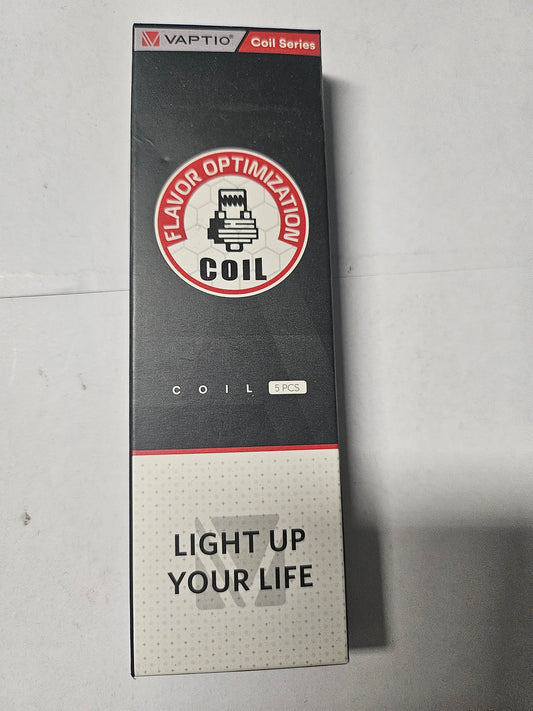 VAPTIO® Coil Series
FLAVOR OPTIMIZATION
COIL
COIL 5 PCS
LIGHT UP
YOUR LIFE